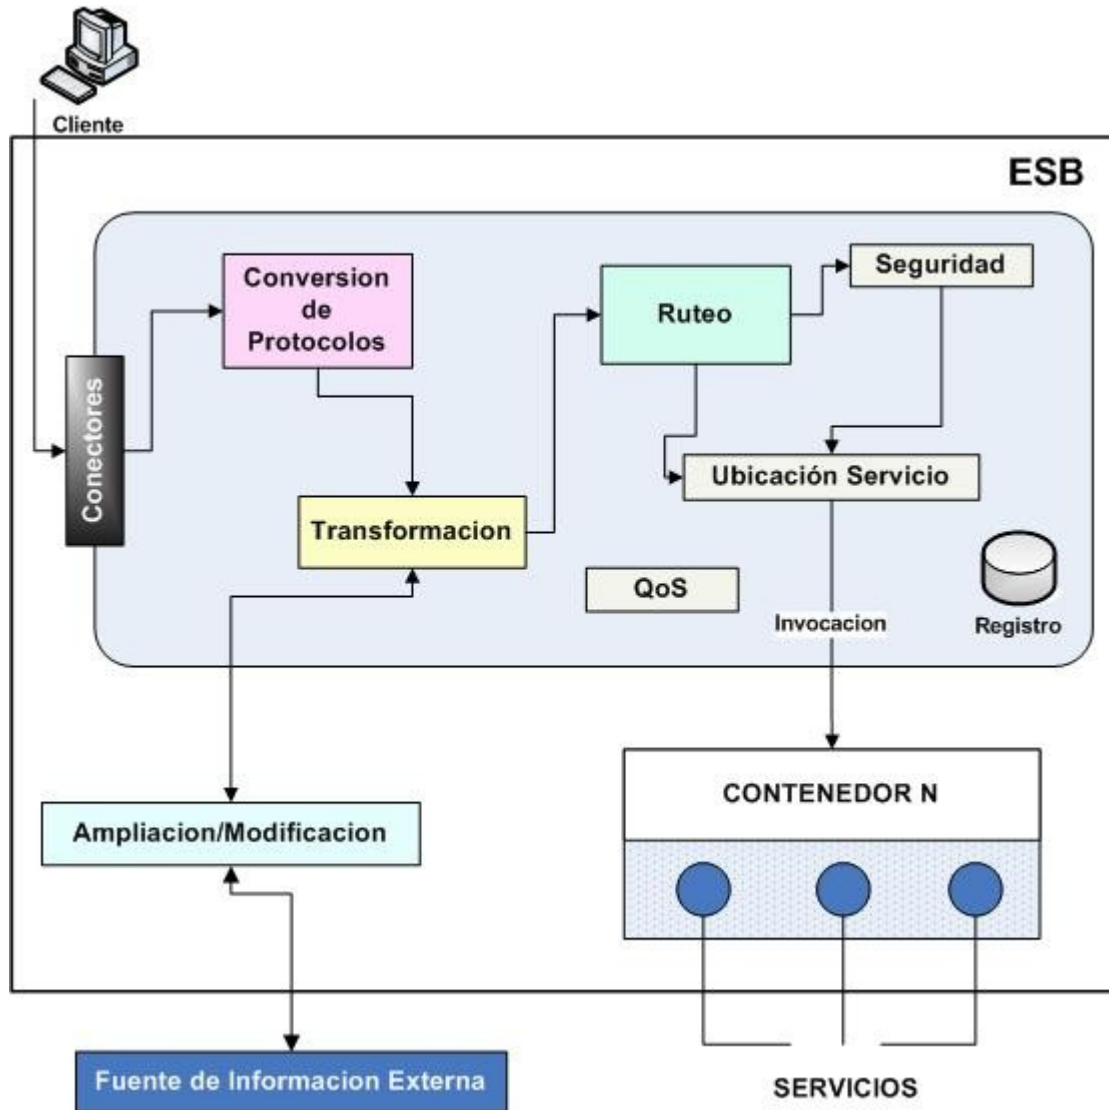 Cliente
ESB
Conversion
de
Protocolos
Ruteo
Seguridad
Conectores
Ubicación Servicio
Transformacion
QoS
Invocacion
Registro
CONTENEDOR N
Ampliacion/Modificacion
Fuente de Informacion Externa
SERVICIOS